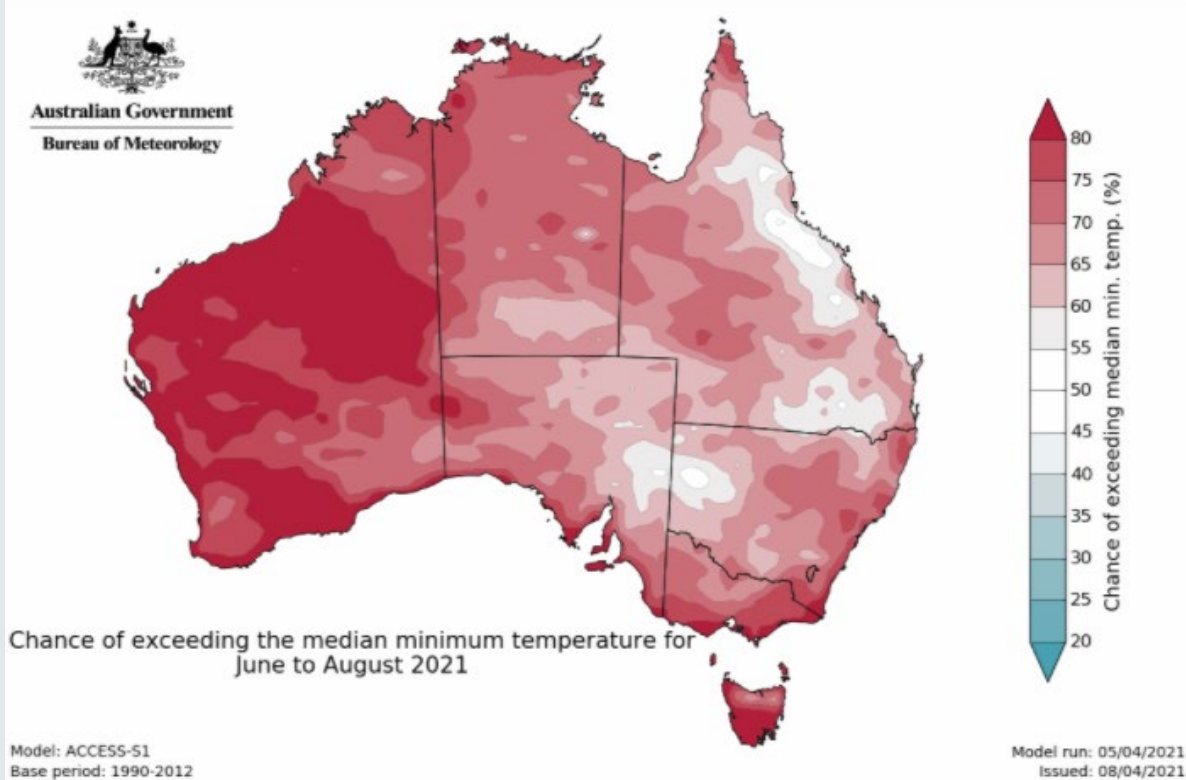 Australian Government
Bureau of Meteorology
80
75
70
65
60
55
50
45
40
35
30
25
20
Chance of exceeding median min. temp. (%)
Chance of exceeding the median minimum temperature for
June to August 2021
Model: ACCESS-S1
Base period: 1990-2012
Model run: 05/04/2021
Issued: 08/04/2021